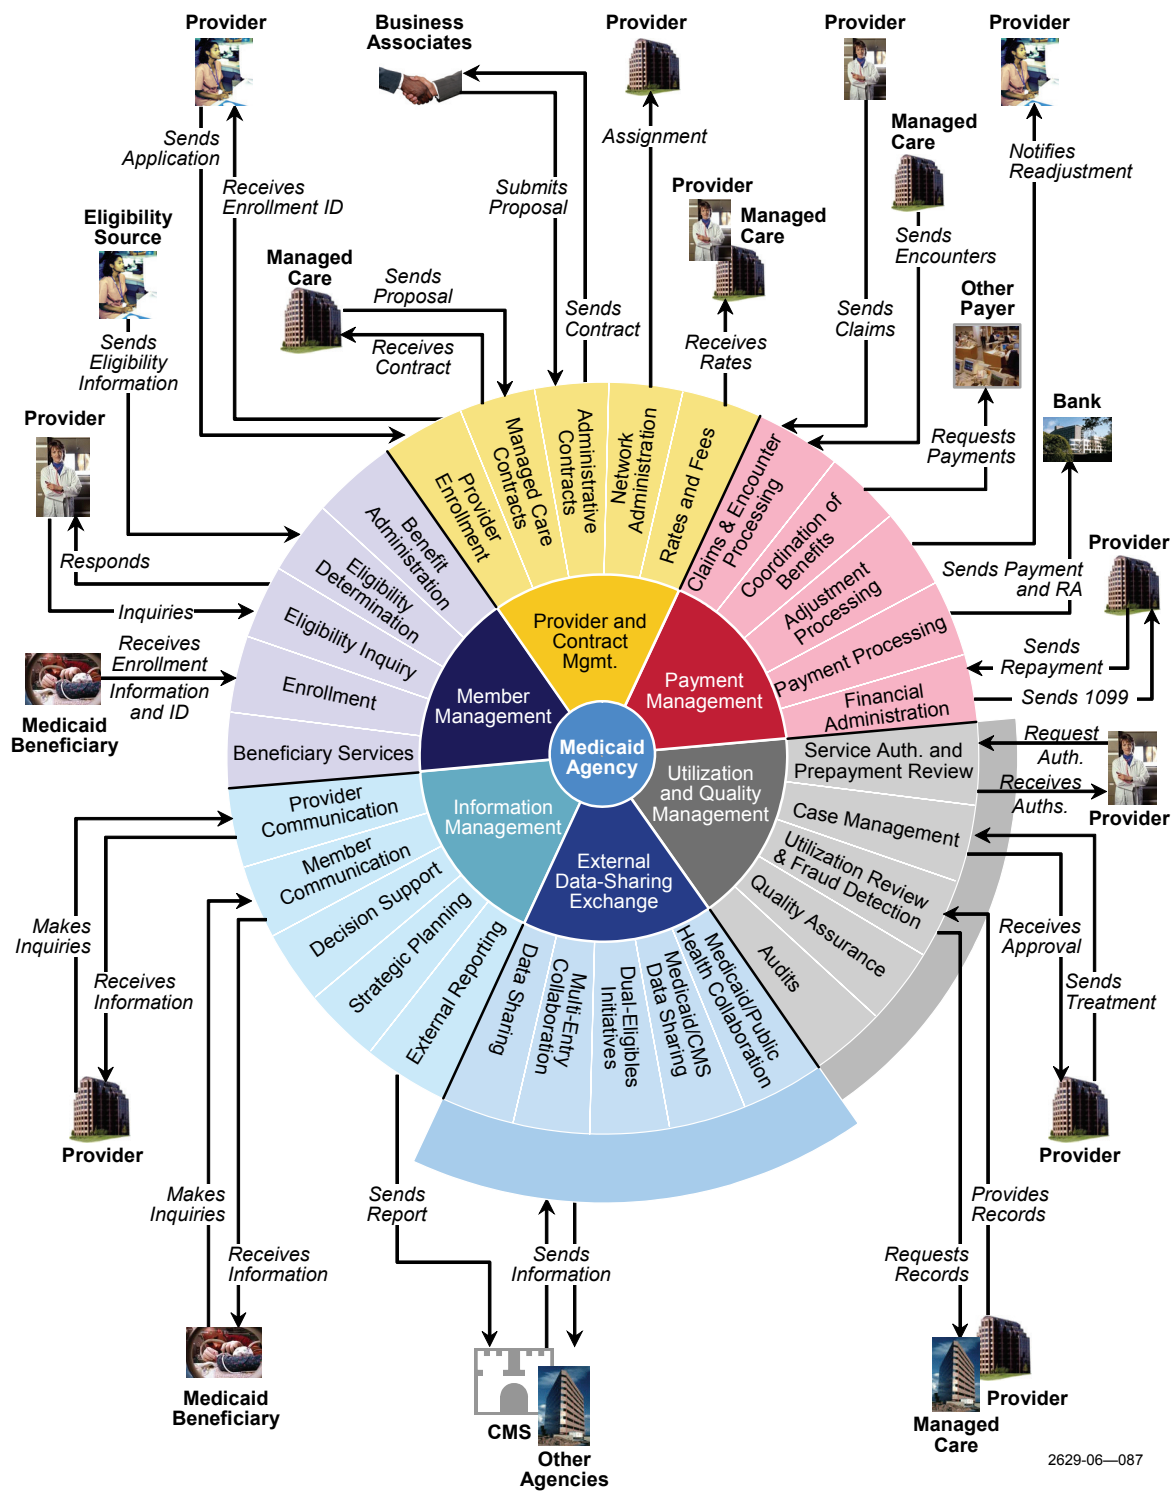 Provider
Business
Associates
Provider
Provider
Provider
Sends
Application
Receives
Enrollment ID
Submits
Proposal
Assignment
Managed
Care
Notifies
Readjustment
Provider
Managed
Care
Eligibility
Source
Managed
Care
Sends
Proposal
Receives
Contract
Sends
Contract
Receives
Rates
Sends
Claims
Sends
Encounters
Other
Payer
Sends
Eligibility
Information
Provider
Requests
Payments
Bank
Responds
Inquiries
Receives
Enrollment
Information
and ID
Medicaid
Beneficiary
Sends Payment
and RA
Provider
Sends
Repayment
Sends 1099
Request
Auth.
Receives
Auths.
Provider
Provider
Enrollment
Managed Care
Contracts
Administrative
Contracts
Network
Administration
Rates and Fees
Claims & Encounter
Processing
Coordination of
Benefits
Adjustment
Processing
Payment Processing
Financial
Administration
Service Auth. and
Prepayment Review
Case Management
Utilization Review
& Fraud Detection
Quality Assurance
Audits
Medicaid/Public
Health Collaboration
Medicaid/CMS
Data Sharing
Dual-Eligibles
Initiatives
Multi-Entry
Collaboration
Data Sharing
External Reporting
Strategic Planning
Decision Support
Member
Communication
Provider
Communication
Beneficiary Services
Enrollment
Eligibility Inquiry
Eligibility
Determination
Benefit
Administration
Provider and
Contract
Mgmt.
Payment
Management
Utilization
and Quality
Management
External
Data-Sharing
Exchange
Information
Management
Member
Management
Medicaid
Agency
Makes
Inquiries
Receives
Information
Provider
Makes
Inquiries
Receives
Information
Medicaid
Beneficiary
Sends
Report
Sends
Information
CMS
Other
Agencies
Receives
Approval
Sends
Treatment
Provider
Provides
Records
Requests
Records
Provider
Managed
Care
2629-06—087